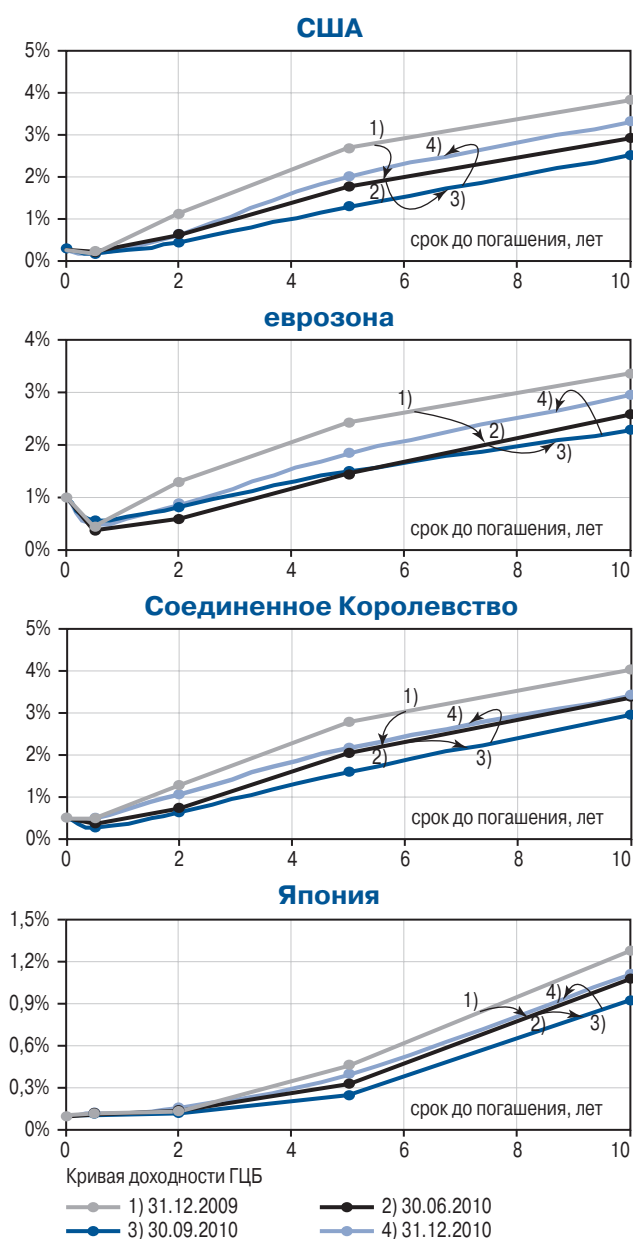 США
5%
4%
3%
2%
1%
0%
1)
4)
2)
3)
срок до погашения, лет
0 2 4 6 8 10
еврозона
4%
3%
2%
1%
0%
1)
4)
2)
3)
срок до погашения, лет
0 2 4 6 8 10
Соединенное Королевство
5%
4%
3%
2%
1%
0%
1)
4)
2)
3)
срок до погашения, лет
0 2 4 6 8 10
Япония
1,5%
1,2%
0,9%
0,6%
0,3%
0%
1)
4)
2)
3)
срок до погашения, лет
0 2 4 6 8 10
Кривая доходности ГЦБ
1) 31.12.2009 2) 30.06.2010
3) 30.09.2010 4) 31.12.2010